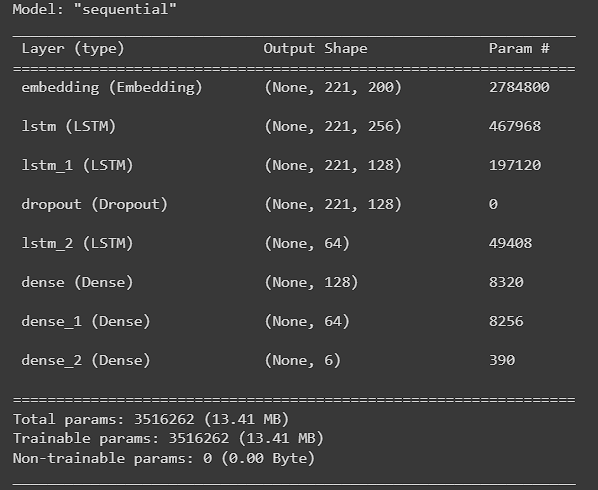 Model: "sequential"
Layer (type) Output Shape Param #
embedding (Embedding) (None, 221, 200) 2784800
lstm (LSTM) (None, 221, 256) 467968
lstm_1 (LSTM) (None, 221, 128) 197120
dropout (Dropout) (None, 221, 128) 0
lstm_2 (LSTM) (None, 64) 49408
dense (Dense) (None, 128) 8320
dense_1 (Dense) (None, 64) 8256
dense_2 (Dense) (None, 6) 390
Total params: 3516262 (13.41 MB)
Trainable params: 3516262 (13.41 MB)
Non-trainable params: 0 (0.00 Byte)